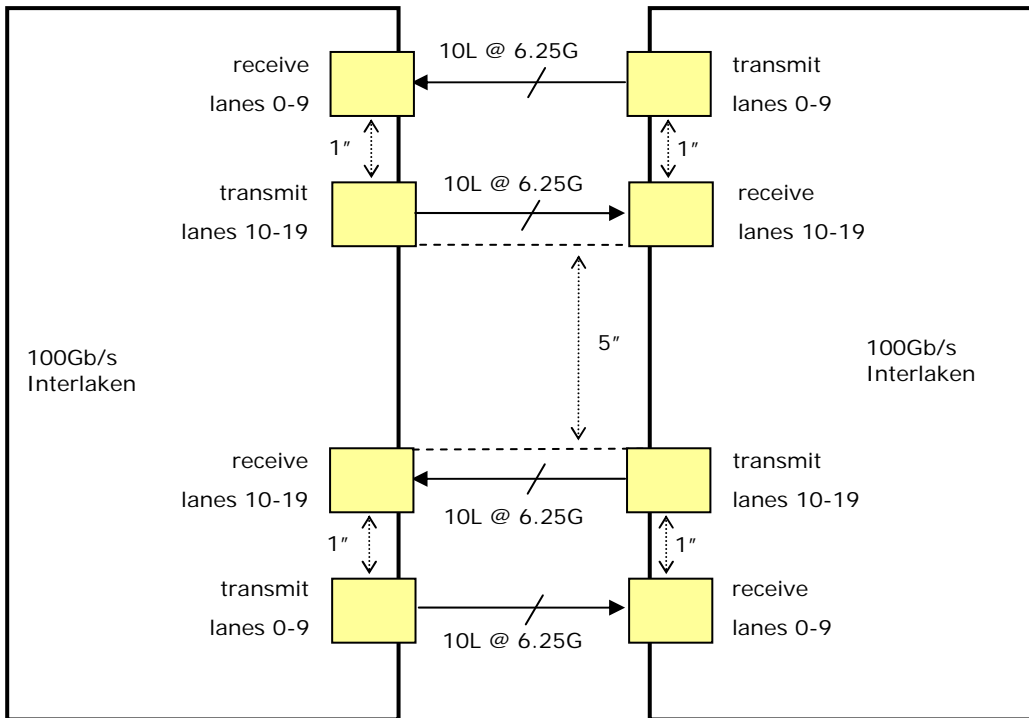 10L @ 6.25G
receive
lanes 0-9
transmit
lanes 0-9
1″
1″
10L @ 6.25G
transmit
lanes 10-19
receive
lanes 10-19
5″
100Gb/s
Interlaken
100Gb/s
Interlaken
receive
lanes 10-19
transmit
lanes 10-19
10L @ 6.25G
1″
1″
transmit
lanes 0-9
receive
lanes 0-9
10L @ 6.25G